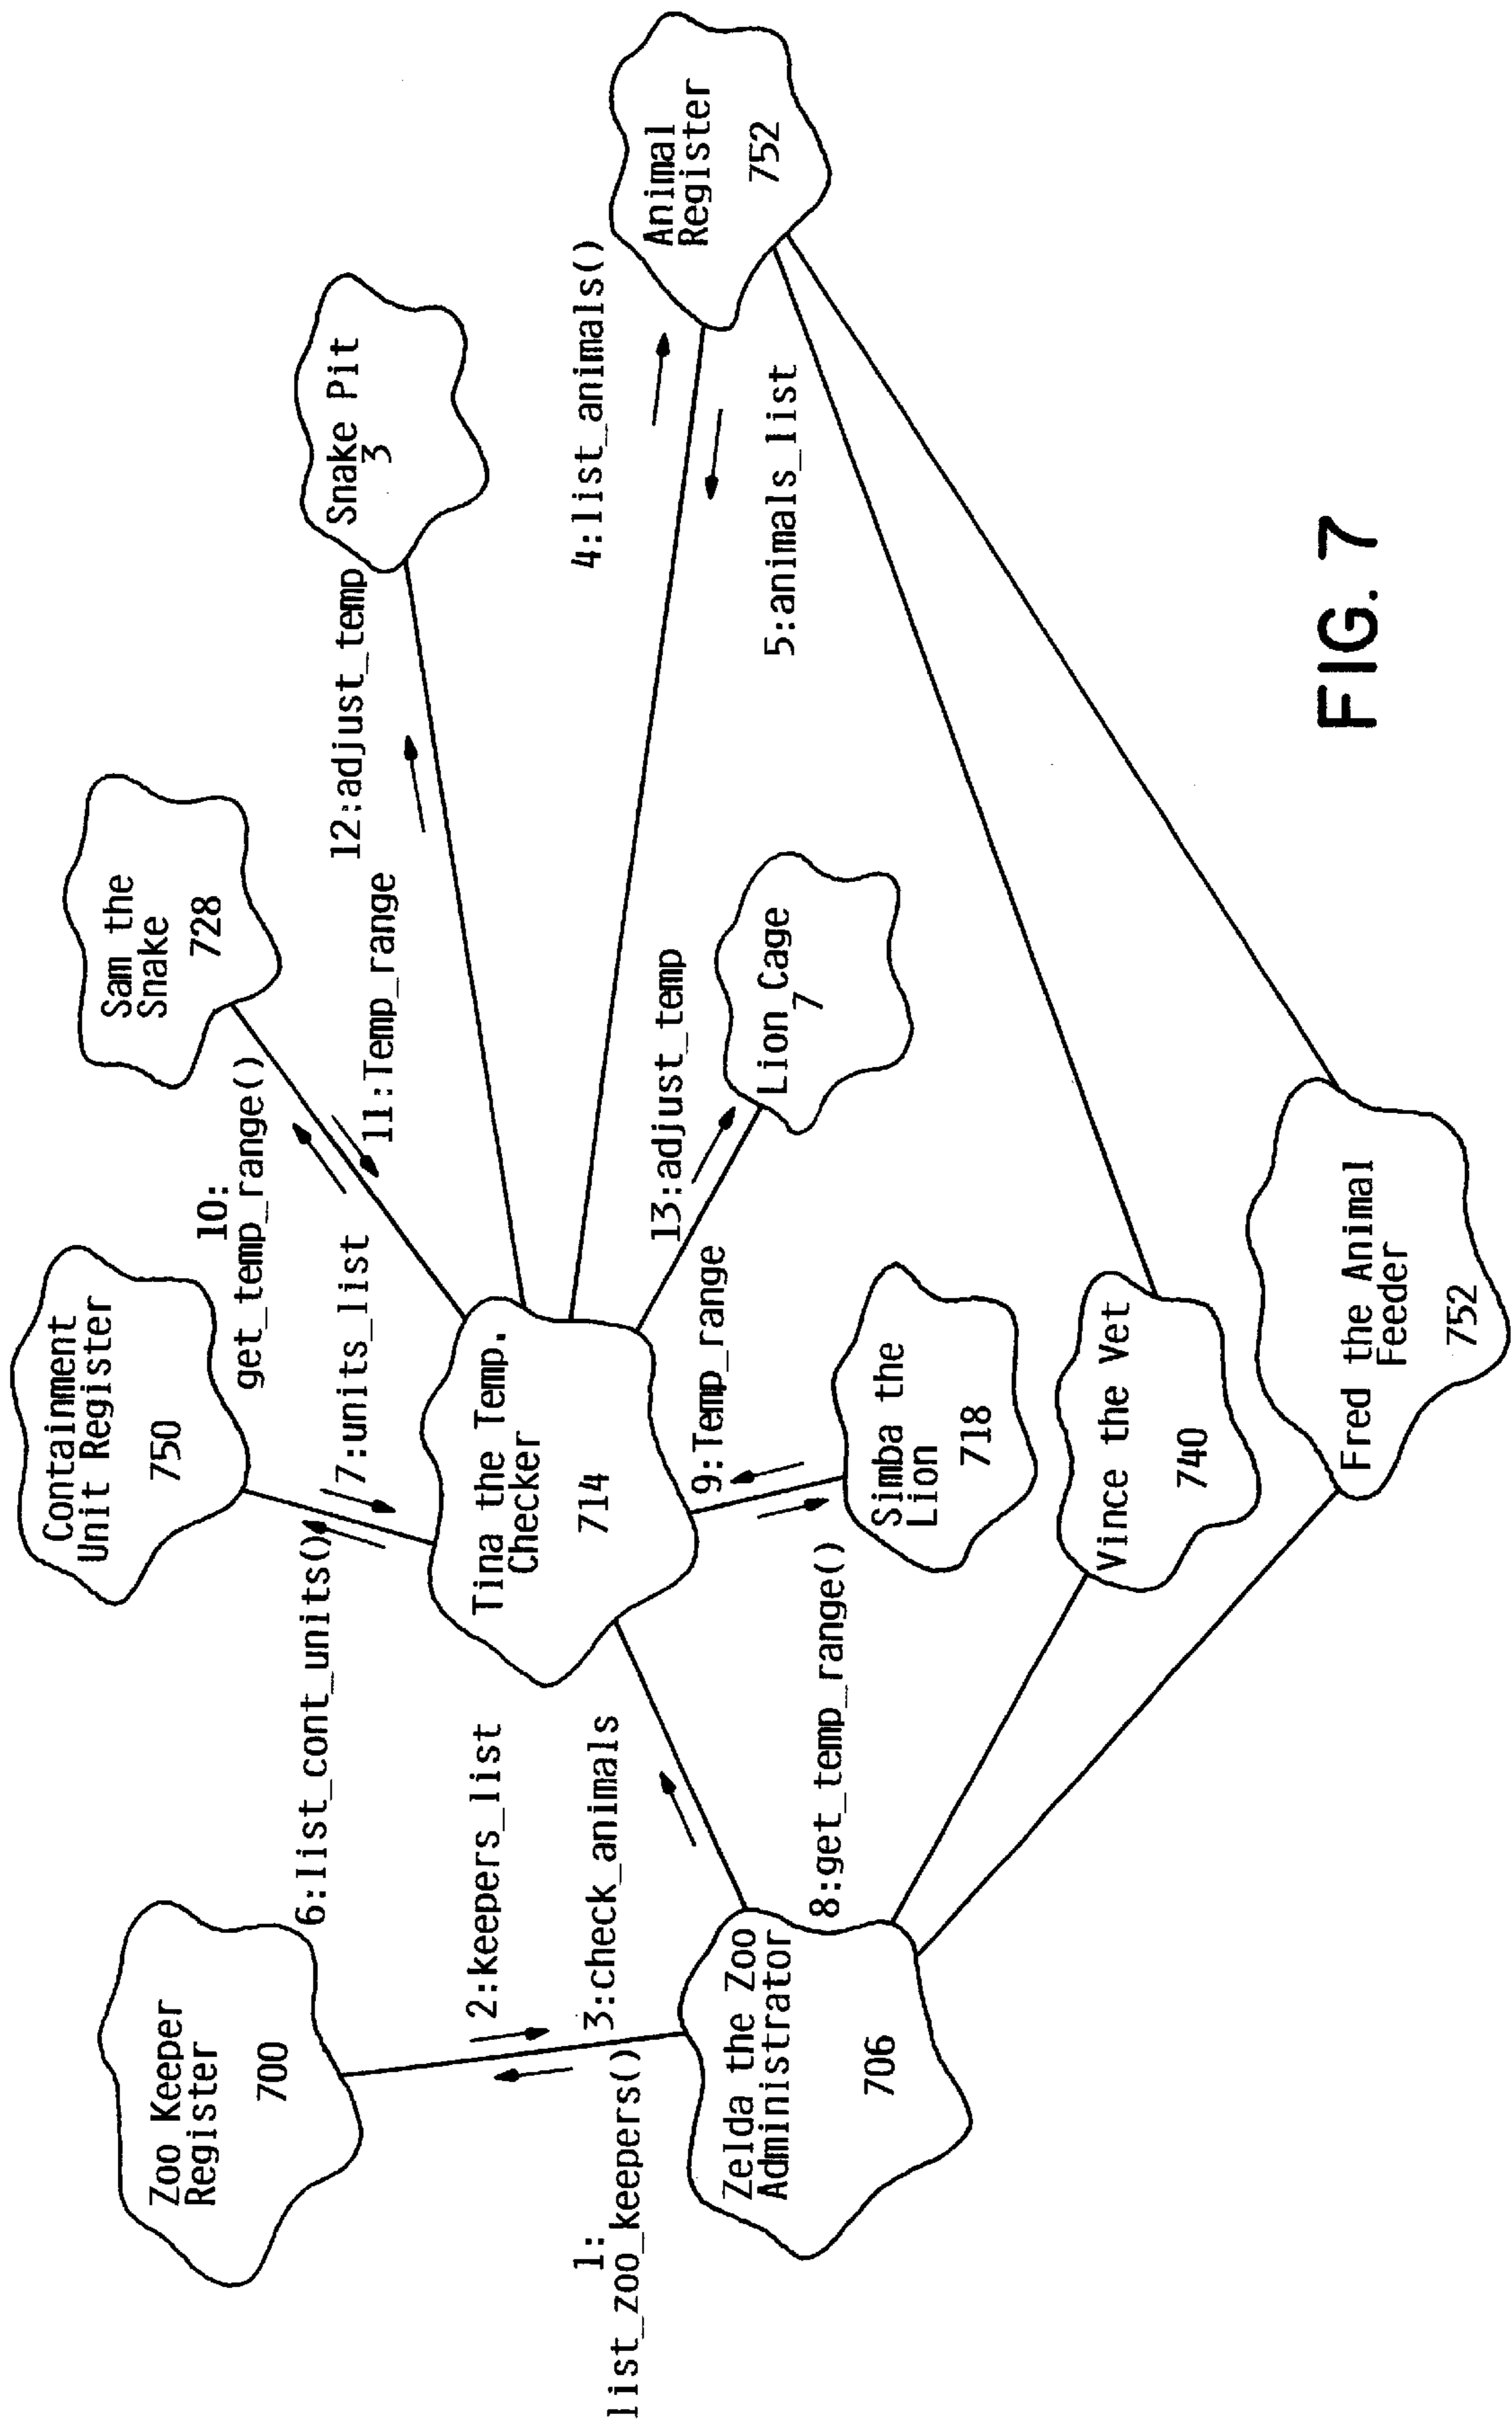 Zoo Keeper
Register
700
1:
list_zoo_keepers()
2:keepers_list
3:check_animals
Zelda the Zoo
Administrator
706
Containment
Unit Register
750
6:list_cont_units()
7:units_list
Tina the Temp.
Checker
714
8:get_temp_range()
9:Temp_range
Simba the
Lion
718
Vince the Vet
740
Fred the Animal
Feeder
752
Sam the
Snake
728
10:
get_temp_range()
11:Temp_range
12:adjust_temp
13:adjust_temp
Lion Cage
7
Snake Pit
3
4:list_animals()
5:animals_list
Animal
Register
752
FIG. 7